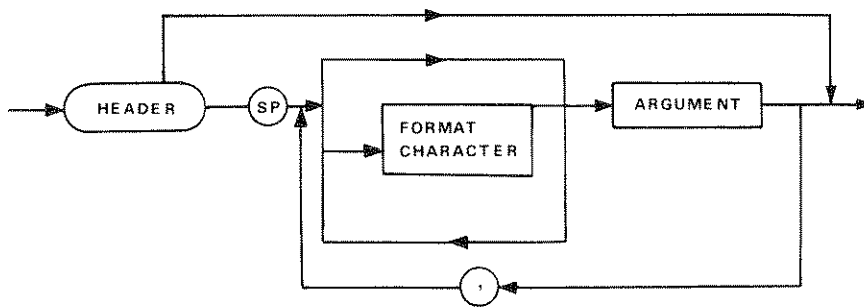 HEADER
SP
FORMAT
CHARACTER
ARGUMENT
,